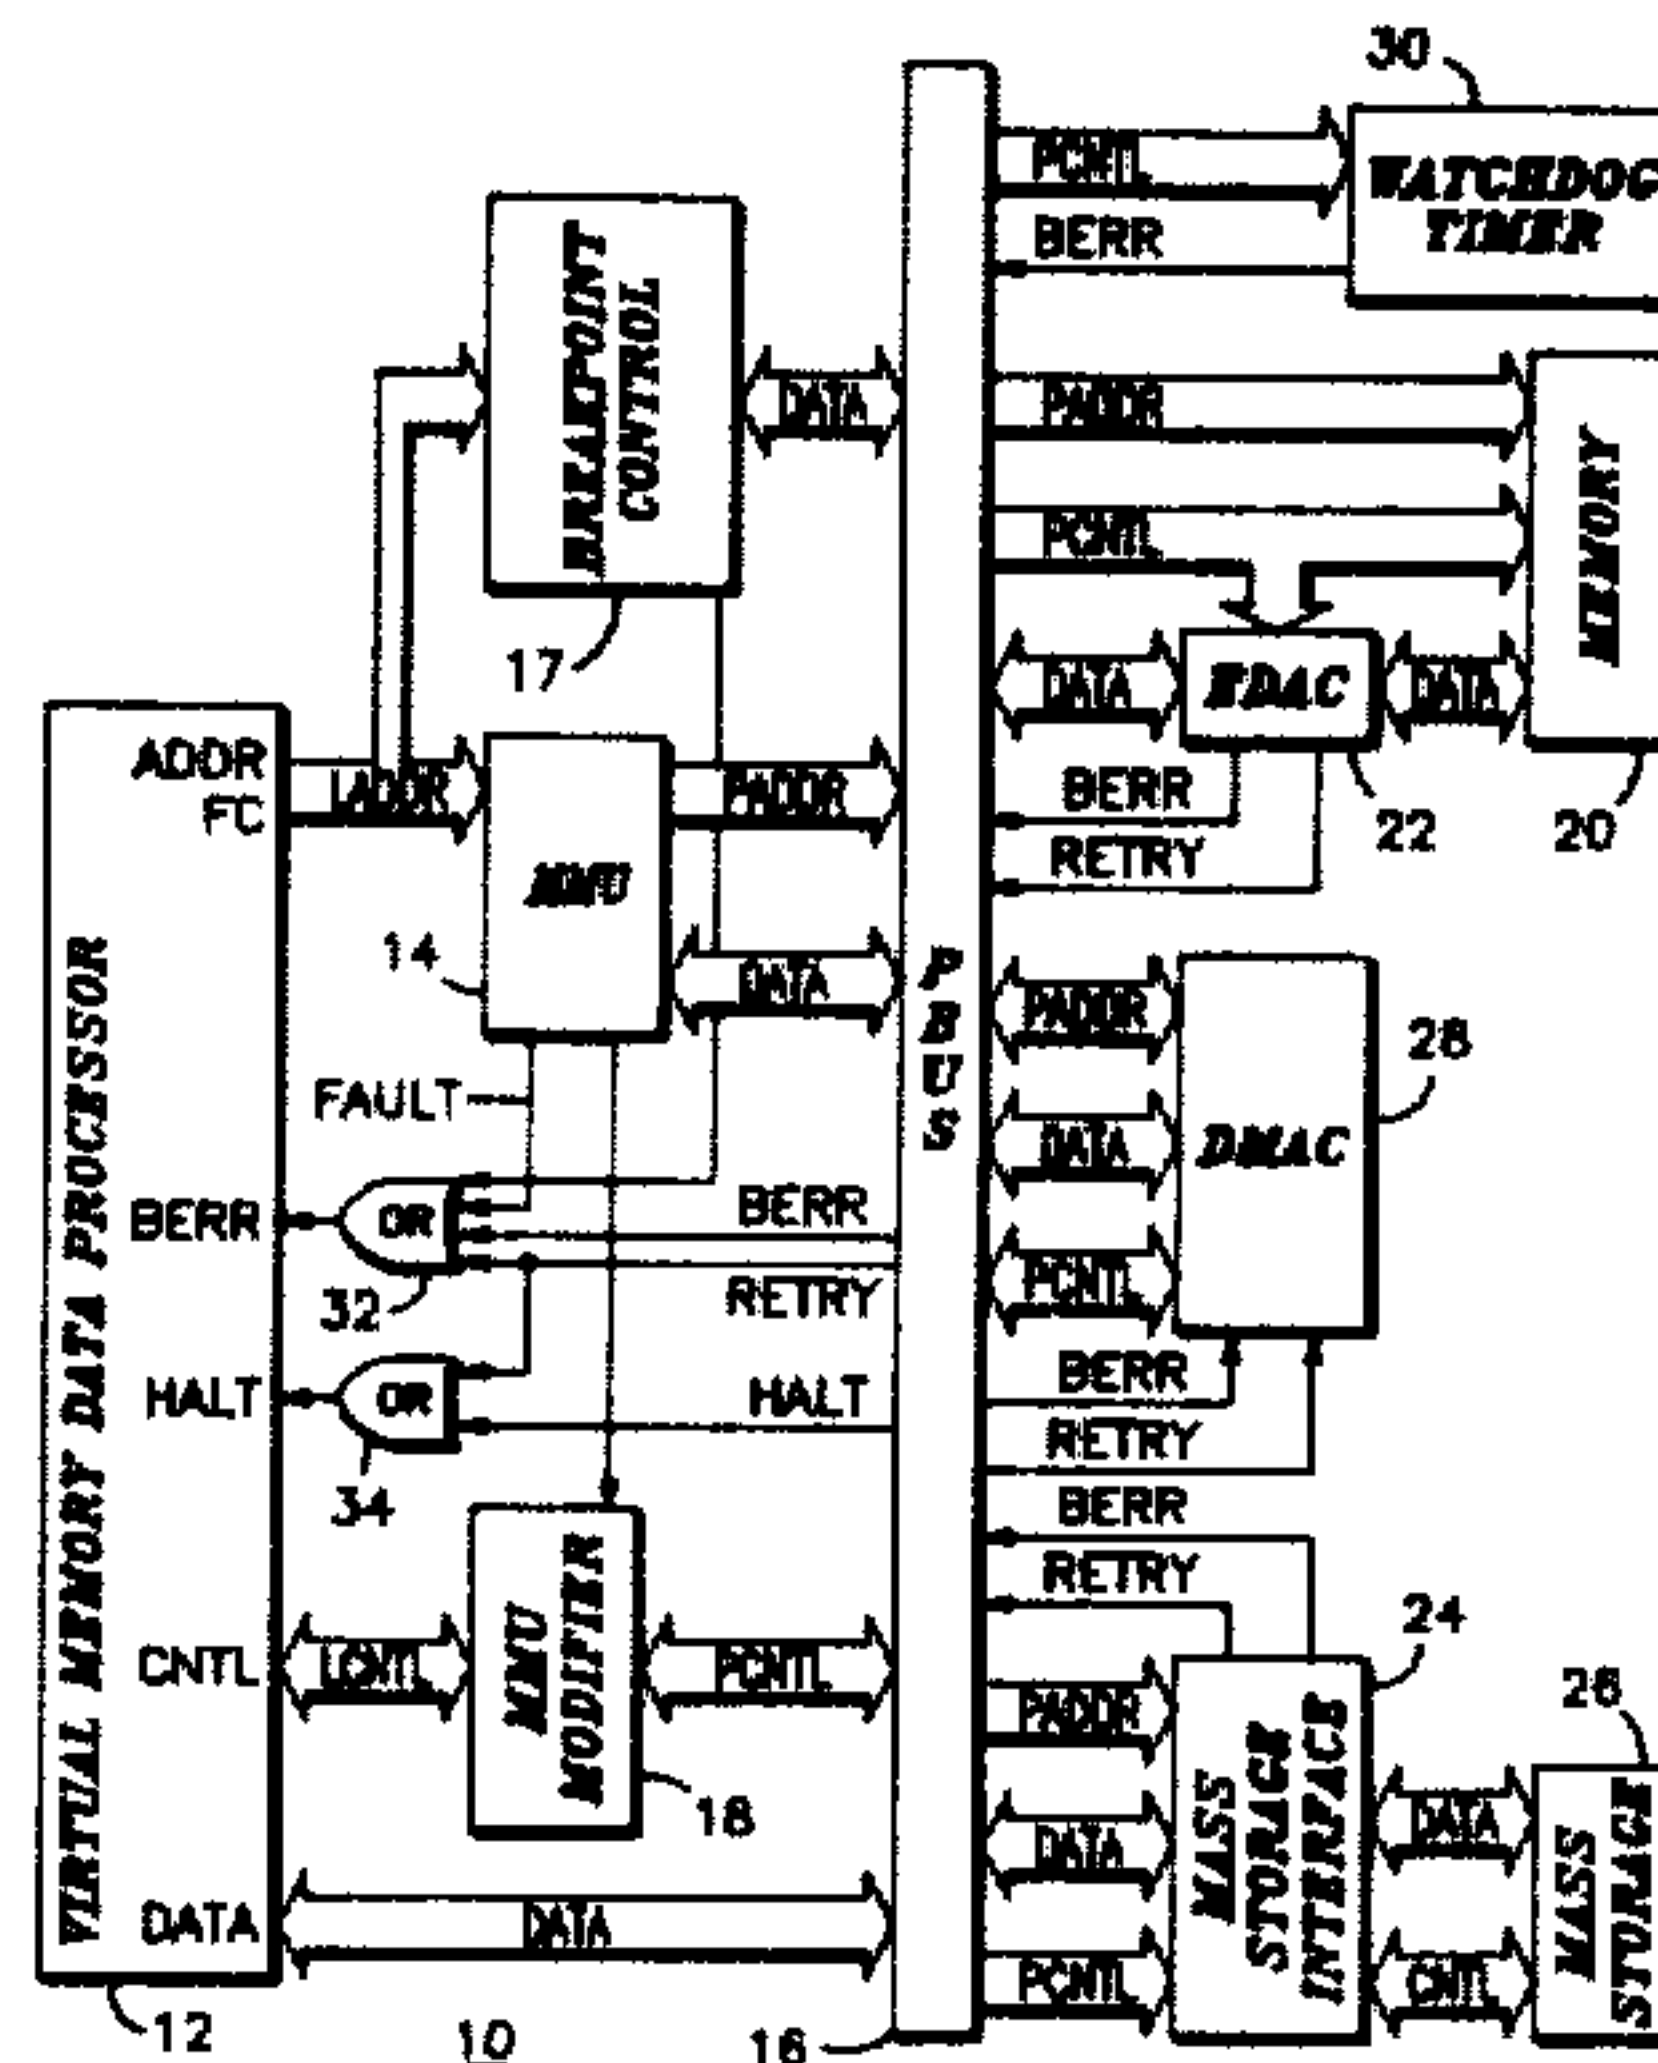 30
PCNTL
WATCHDOG
TIMER
BERR
BREAKPOINT
CONTROL
DATA
PADDR
PCNTL
MEMORY
17
DATA
EDAC
DATA
ADDR
FC
LADDR
PADDR
BERR
RETRY
22
20
MMU
14
DATA
P
B
U
S
PADDR
28
FAULT
DATA
DMAC
VIRTUAL MEMORY DATA PROCESSOR
BERR
OR
BERR
32
RETRY
PCNTL
HALT
OR
HALT
BERR
RETRY
34
BERR
RETRY
24
CNTL
LCNTL
MMU
MODIFIER
PCNTL
26
PADDR
18
MASS
STORAGE
INTERFACE
DATA
DATA
MASS
STORAGE
DATA
DATA
PCNTL
CNTL
12
10
16